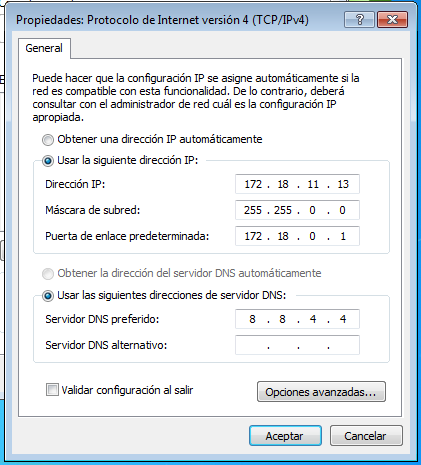 Propiedades: Protocolo de Internet versión 4 (TCP/IPv4)
General
Puede hacer que la configuración IP se asigne automáticamente si la
red es compatible con esta funcionalidad. De lo contrario, deberá
consultar con el administrador de red cuál es la configuración IP
apropiada.
Obtener una dirección IP automáticamente
Usar la siguiente dirección IP:
Dirección IP: 172 . 18 . 11 . 13
Máscara de subred: 255 . 255 . 0 . 0
Puerta de enlace predeterminada: 172 . 18 . 0 . 1
Obtener la dirección del servidor DNS automáticamente
Usar las siguientes direcciones de servidor DNS:
Servidor DNS preferido: 8 . 8 . 4 . 4
Servidor DNS alternativo: . . .
Validar configuración al salir
Opciones avanzadas...
Aceptar Cancelar